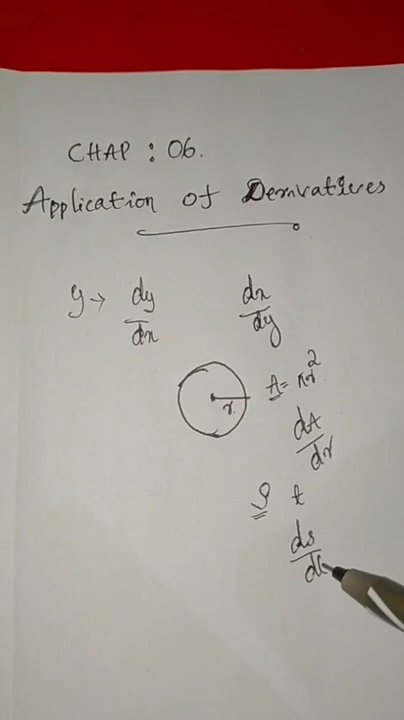 CHAP : 06.
Application of Derivatives
y → dy/dx dx/dy
r A = πr²
dA/dr
S t
ds/dt